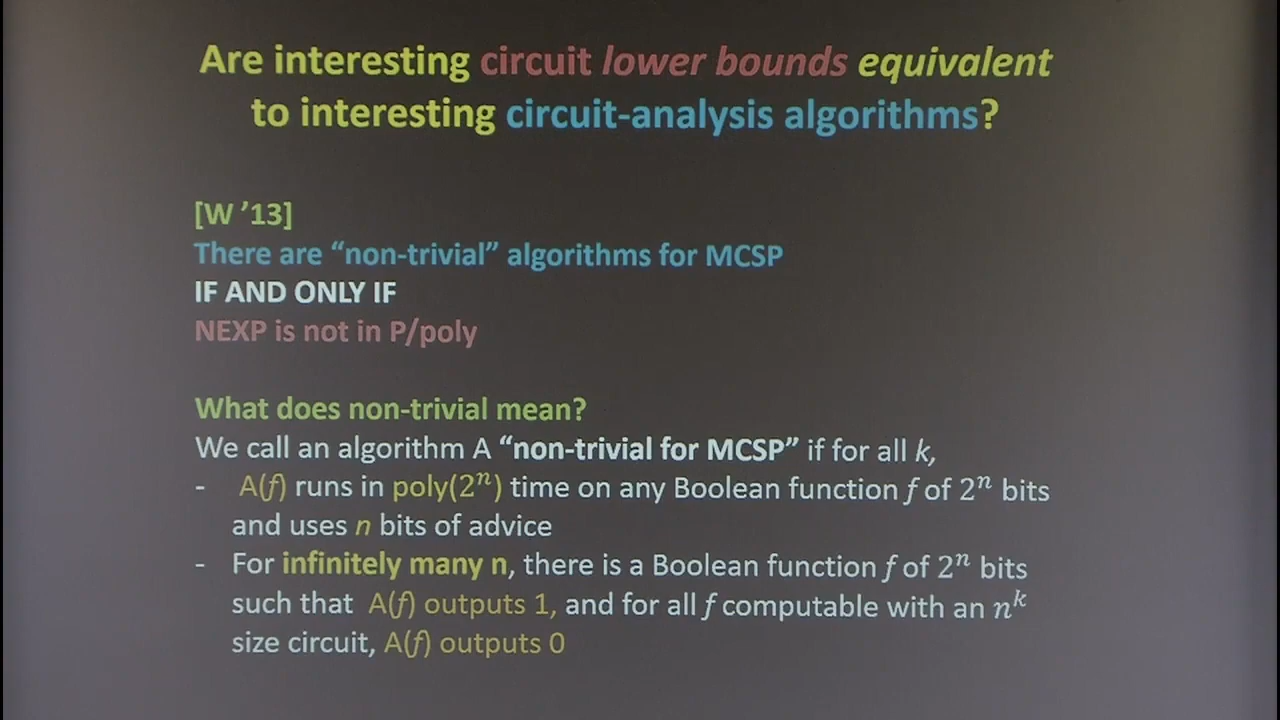 Are interesting circuit lower bounds equivalent
to interesting circuit-analysis algorithms?
[W ’13]
There are “non-trivial” algorithms for MCSP
IF AND ONLY IF
NEXP is not in P/poly
What does non-trivial mean?
We call an algorithm A “non-trivial for MCSP” if for all k,
- A(f) runs in poly(2ⁿ) time on any Boolean function f of 2ⁿ bits
and uses n bits of advice
- For infinitely many n, there is a Boolean function f of 2ⁿ bits
such that A(f) outputs 1, and for all f computable with an nᵏ
size circuit, A(f) outputs 0